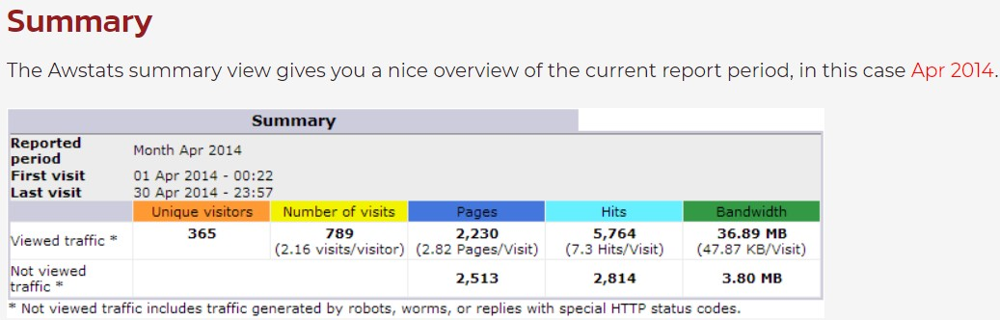 Summary
The Awstats summary view gives you a nice overview of the current report period, in this case Apr 2014.
Summary
Reported period Month Apr 2014
First visit 01 Apr 2014 - 00:22
Last visit 30 Apr 2014 - 23:57
Unique visitors Number of visits Pages Hits Bandwidth
Viewed traffic * 365 789 2,230 5,764 36.89 MB
(2.16 visits/visitor) (2.82 Pages/Visit) (7.3 Hits/Visit) (47.87 KB/Visit)
Not viewed traffic * 2,513 2,814 3.80 MB
* Not viewed traffic includes traffic generated by robots, worms, or replies with special HTTP status codes.